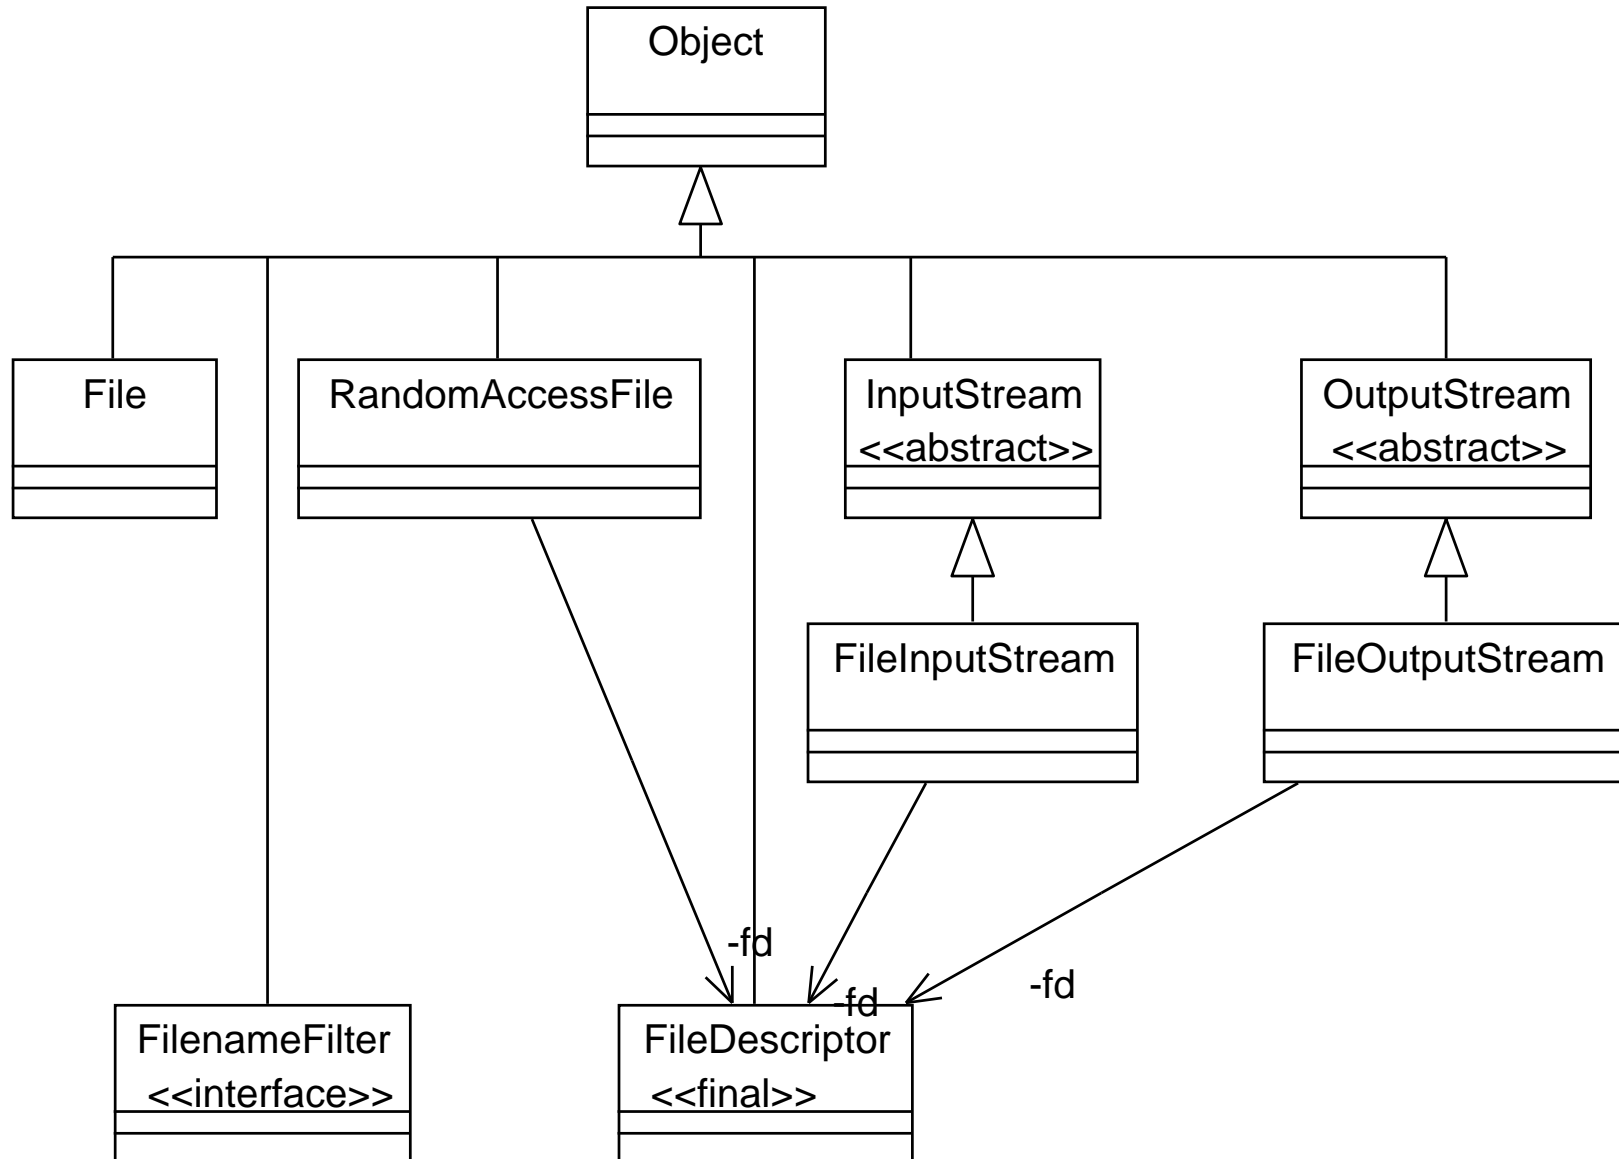 Object
File
RandomAccessFile
InputStream
<<abstract>>
OutputStream
<<abstract>>
FileInputStream
FileOutputStream
-fd
-fd
-fd
FilenameFilter
<<interface>>
FileDescriptor
<<final>>